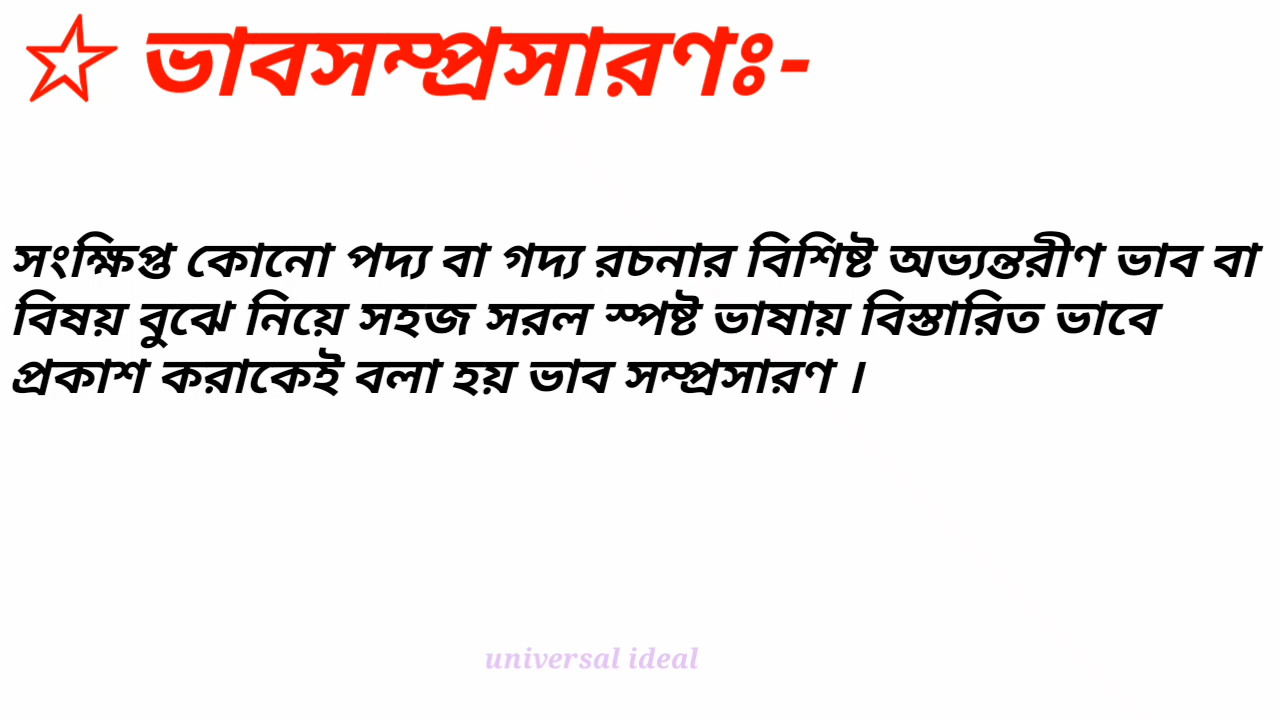 ☆ ভাবসম্প্রসারণঃ-
সংক্ষিপ্ত কোনো পদ্য বা গদ্য রচনার বিশিষ্ট অভ্যন্তরীণ ভাব বা
বিষয় বুঝে নিয়ে সহজ সরল স্পষ্ট ভাষায় বিস্তারিত ভাবে
প্রকাশ করাকেই বলা হয় ভাব সম্প্রসারণ ।
universal ideal